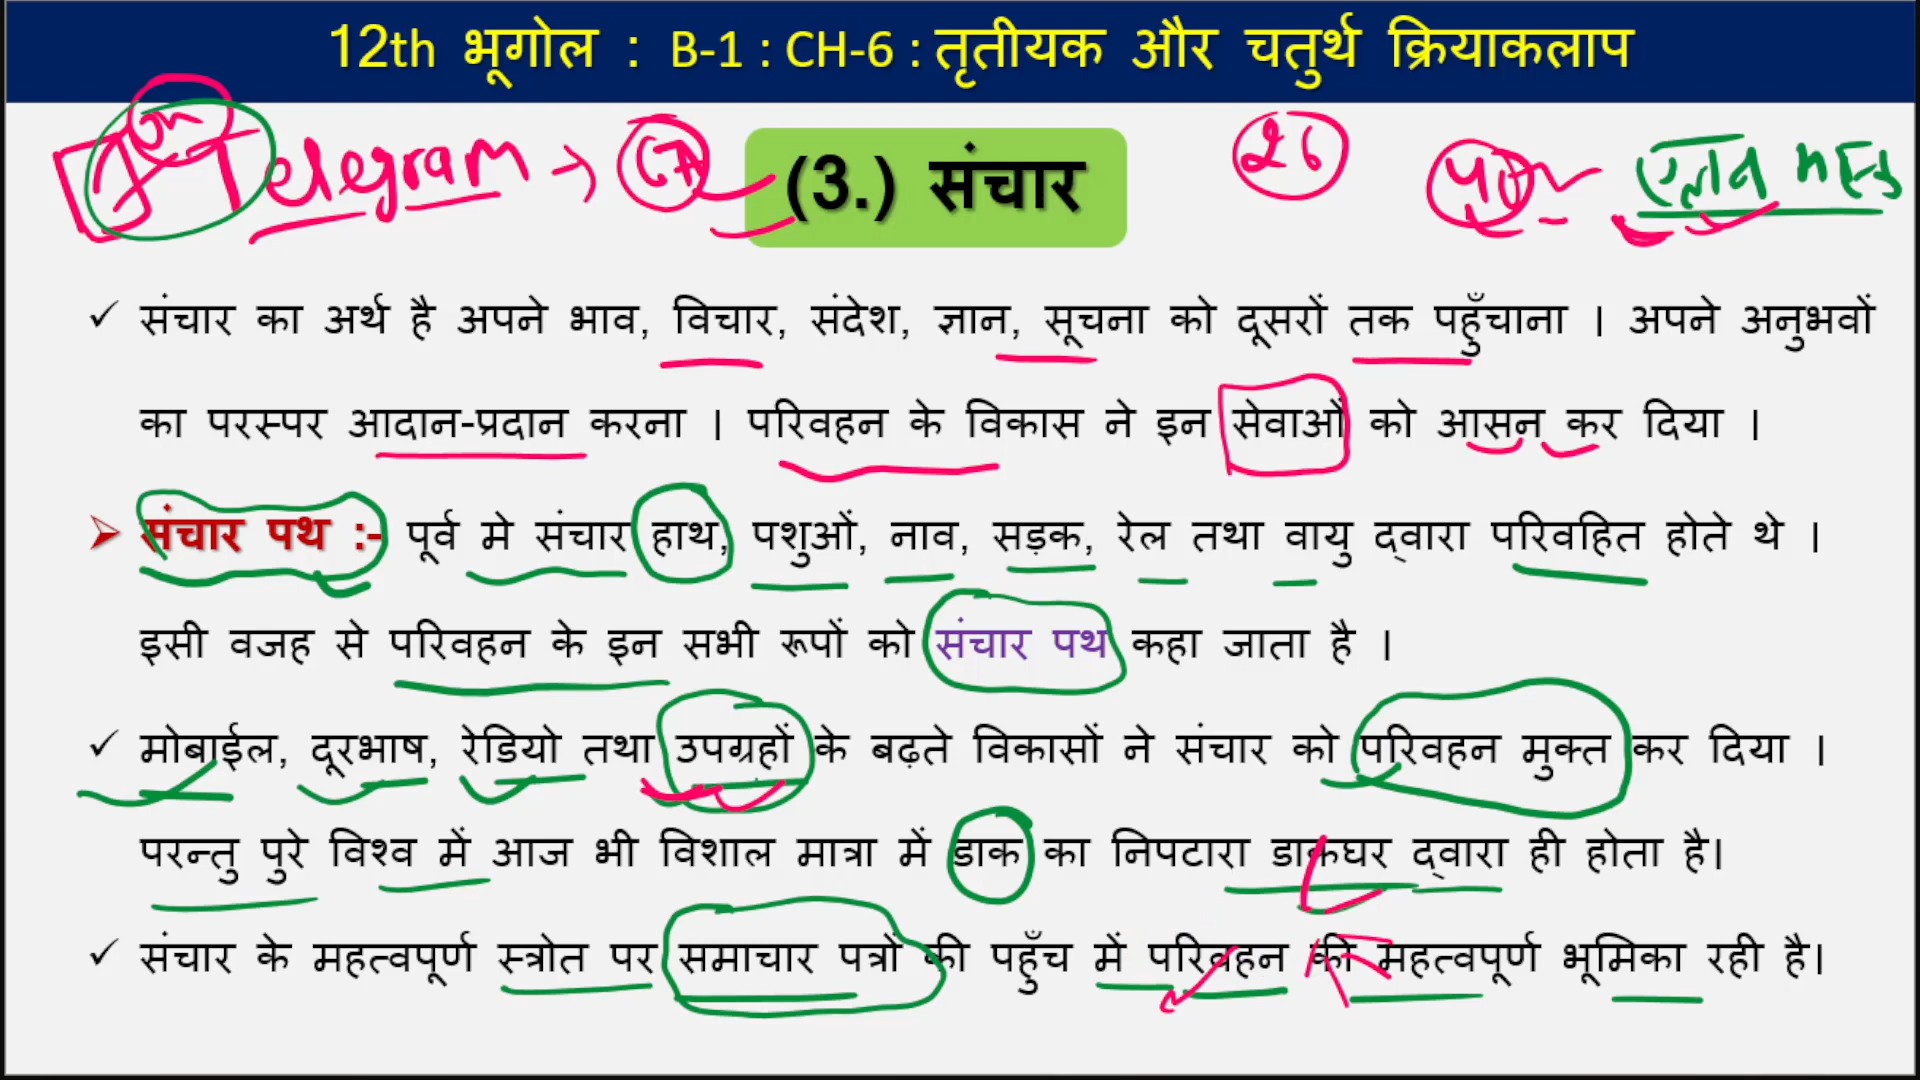 12th भूगोल : B-1 : CH-6 : तृतीयक और चतुर्थ क्रियाकलाप
on Telegram → 26
(3.) संचार
✓ संचार का अर्थ है अपने भाव, विचार, संदेश, ज्ञान, सूचना को दूसरों तक पहुँचाना । अपने अनुभवों
का परस्पर आदान-प्रदान करना । परिवहन के विकास ने इन सेवाओं को आसन कर दिया ।
➢ संचार पथ :- पूर्व मे संचार हाथ, पशुओं, नाव, सड़क, रेल तथा वायु द्वारा परिवहित होते थे ।
इसी वजह से परिवहन के इन सभी रूपों को संचार पथ कहा जाता है ।
✓ मोबाईल, दूरभाष, रेडियो तथा उपग्रहों के बढ़ते विकासों ने संचार को परिवहन मुक्त कर दिया ।
परन्तु पुरे विश्व में आज भी विशाल मात्रा में डाक का निपटारा डाकघर द्वारा ही होता है।
✓ संचार के महत्वपूर्ण स्त्रोत पर समाचार पत्रों की पहुँच में परिवहन की महत्वपूर्ण भूमिका रही है।